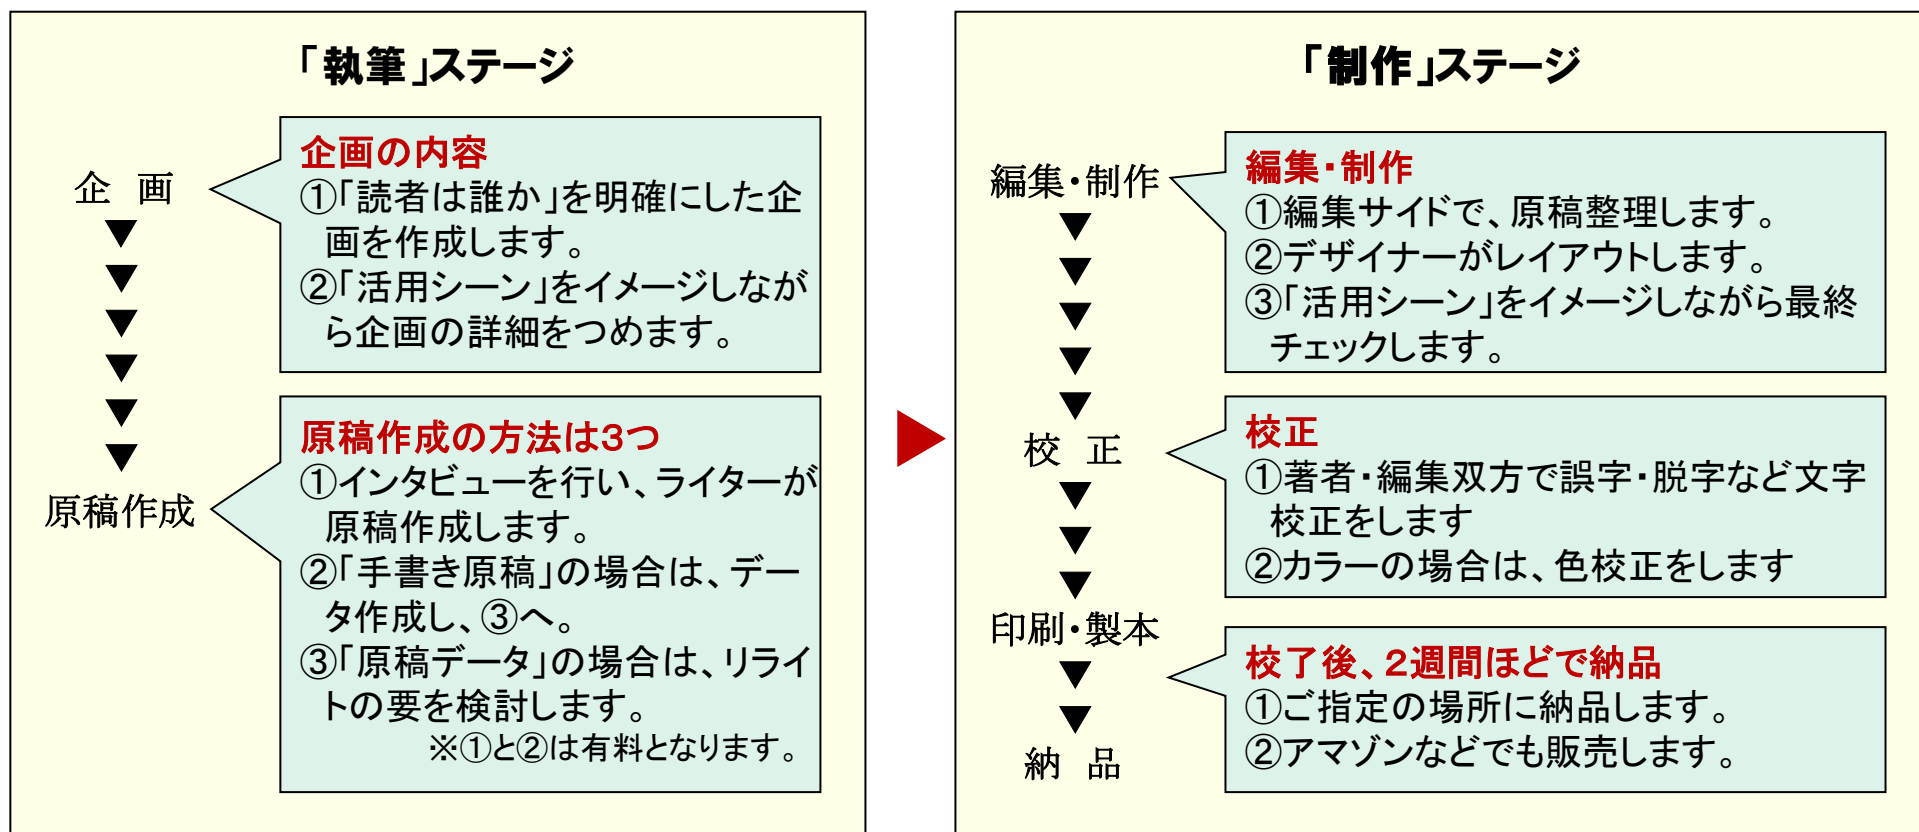 「執筆」ステージ
企 画
企画の内容
①「読者は誰か」を明確にした企
画を作成します。
②「活用シーン」をイメージしなが
ら企画の詳細をつめます。
▼
▼
▼
▼
▼
▼
原稿作成
原稿作成の方法は3つ
①インタビューを行い、ライターが
原稿作成します。
②「手書き原稿」の場合は、デー
タ作成し、③へ。
③「原稿データ」の場合は、リライ
トの要を検討します。
※①と②は有料となります。
「制作」ステージ
編集・制作
編集・制作
①編集サイドで、原稿整理します。
②デザイナーがレイアウトします。
③「活用シーン」をイメージしながら最終
チェックします。
▼
▼
▼
▼
▼
校 正
校正
①著者・編集双方で誤字・脱字など文字
校正をします
②カラーの場合は、色校正をします
▼
▼
▼
印刷・製本
校了後、2週間ほどで納品
①ご指定の場所に納品します。
②アマゾンなどでも販売します。
▼
▼
納 品